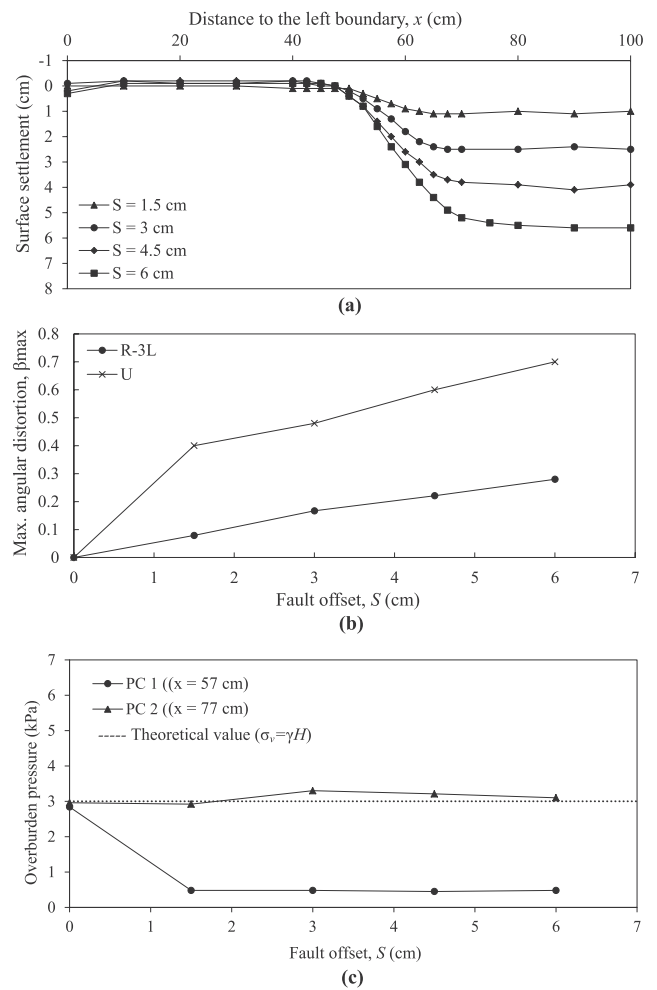 Distance to the left boundary, x (cm)
0 20 40 60 80 100
-1
0
1
2
3
4
5
6
7
8
Surface settlement (cm)
S = 1.5 cm
S = 3 cm
S = 4.5 cm
S = 6 cm
(a)
0.8
0.7
0.6
0.5
0.4
0.3
0.2
0.1
0
Max. angular distortion, βmax
R-3L
U
0 1 2 3 4 5 6 7
Fault offset, S (cm)
(b)
7
6
5
4
3
2
1
0
Overburden pressure (kPa)
PC 1 ((x = 57 cm)
PC 2 ((x = 77 cm)
Theoretical value (σv=γH)
0 1 2 3 4 5 6 7
Fault offset, S (cm)
(c)